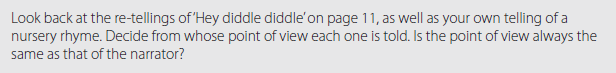 Look back at the re-tellings of ‘Hey diddle diddle’ on page 11, as well as your own telling of a
nursery rhyme. Decide from whose point of view each one is told. Is the point of view always the
same as that of the narrator?